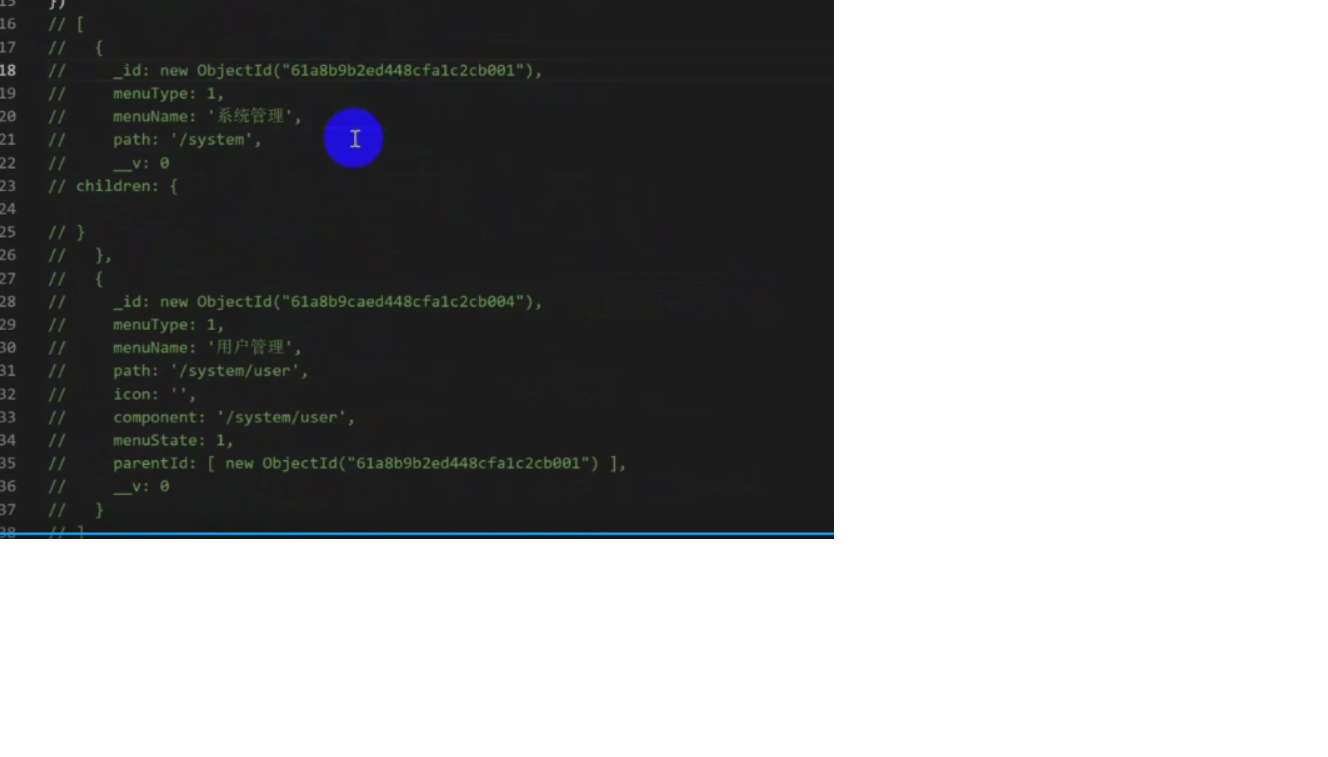 15 })
16 // [
17 //   {
18 //     _id: new ObjectId("61a8b9b2ed448cfa1c2cb001"),
19 //     menuType: 1,
20 //     menuName: '系统管理',
21 //     path: '/system',
22 //     __v: 0
23 // children: {
24
25 // }
26 //   },
27 //   {
28 //     _id: new ObjectId("61a8b9caed448cfa1c2cb004"),
29 //     menuType: 1,
30 //     menuName: '用户管理',
31 //     path: '/system/user',
32 //     icon: '',
33 //     component: '/system/user',
34 //     menuState: 1,
35 //     parentId: [ new ObjectId("61a8b9b2ed448cfa1c2cb001") ],
36 //     __v: 0
37 //   }
38 // ]